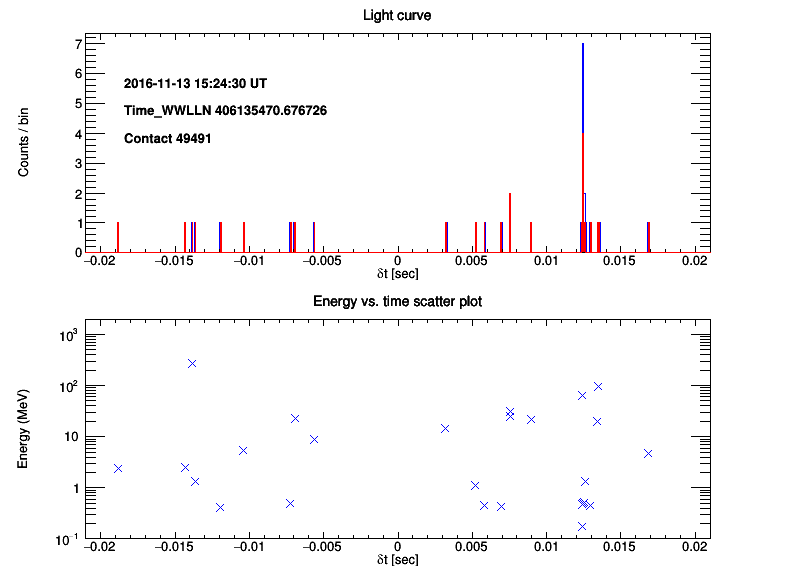 Light curve
Counts / bin
7
6
5
4
3
2
1
0
2016-11-13 15:24:30 UT
Time_WWLLN 406135470.676726
Contact 49491
−0.02 −0.015 −0.01 −0.005 0 0.005 0.01 0.015 0.02
δt [sec]
Energy vs. time scatter plot
Energy (MeV)
10³
10²
10
1
10⁻¹
−0.02 −0.015 −0.01 −0.005 0 0.005 0.01 0.015 0.02
δt [sec]